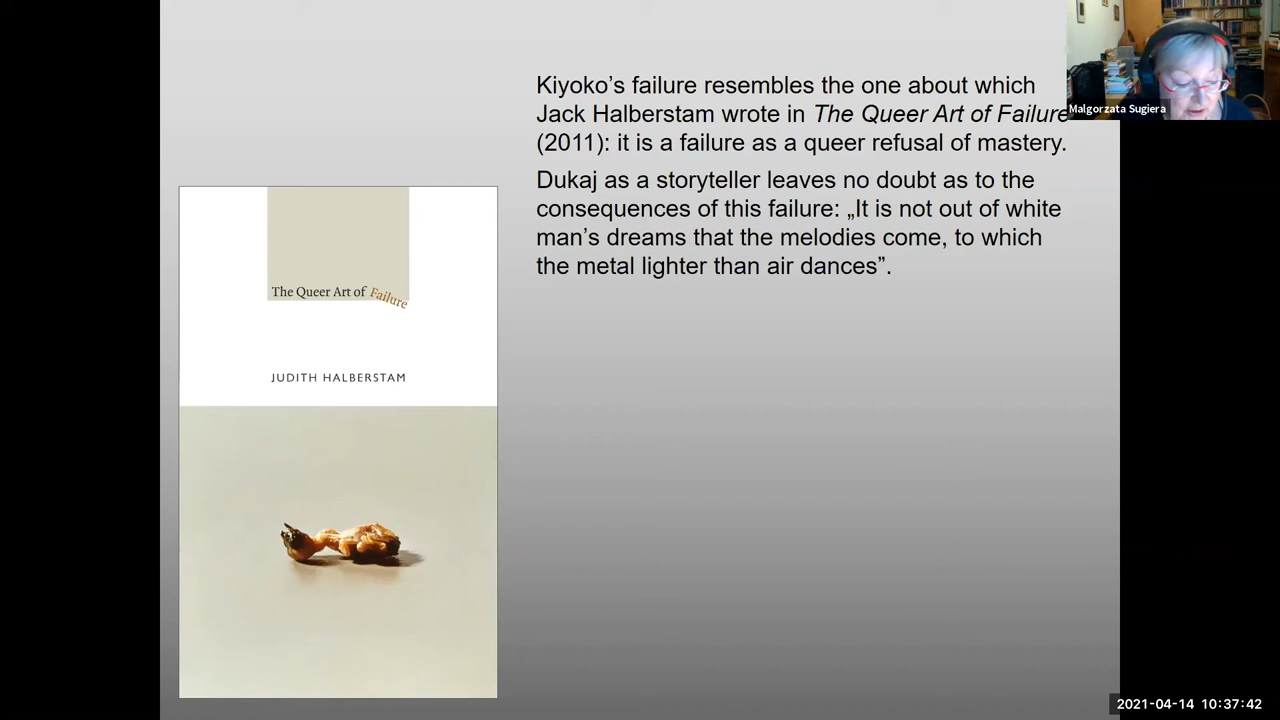 Kiyoko’s failure resembles the one about which
Jack Halberstam wrote in The Queer Art of Failure
(2011): it is a failure as a queer refusal of mastery.
Dukaj as a storyteller leaves no doubt as to the
consequences of this failure: „It is not out of white
man’s dreams that the melodies come, to which
the metal lighter than air dances”.
The Queer Art of Failure
JUDITH HALBERSTAM
Malgorzata Sugiera
2021-04-14 10:37:42